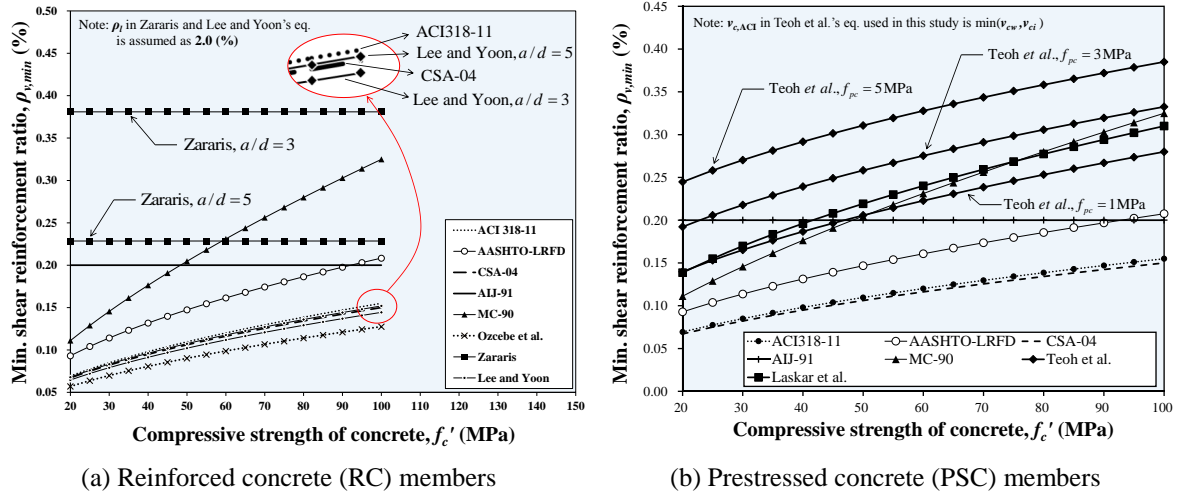 Note: ρl in Zararis and Lee and Yoon's eq.
is assumed as 2.0 (%)
ACI318-11
Lee and Yoon, a/d = 5
CSA-04
Lee and Yoon, a/d = 3
Zararis, a/d = 3
Zararis, a/d = 5
ACI 318-11
AASHTO-LRFD
CSA-04
AIJ-91
MC-90
Ozcebe et al.
Zararis
Lee and Yoon
Min. shear reinforcement ratio, ρv,min (%)
0.50
0.45
0.40
0.35
0.30
0.25
0.20
0.15
0.10
0.05
20 30 40 50 60 70 80 90 100 110 120 130 140 150
Compressive strength of concrete, fc' (MPa)
(a) Reinforced concrete (RC) members
Note: vc,ACI in Teoh et al.'s eq. used in this study is min(vcw, vci)
Teoh et al., fpc = 3MPa
Teoh et al., fpc = 5MPa
Teoh et al., fpc = 1MPa
ACI318-11 AASHTO-LRFD CSA-04
AIJ-91 MC-90 Teoh et al.
Laskar et al.
Min. shear reinforcement ratio, ρv,min (%)
0.45
0.40
0.35
0.30
0.25
0.20
0.15
0.10
0.05
0.00
20 30 40 50 60 70 80 90 100
Compressive strength of concrete, fc' (MPa)
(b) Prestressed concrete (PSC) members